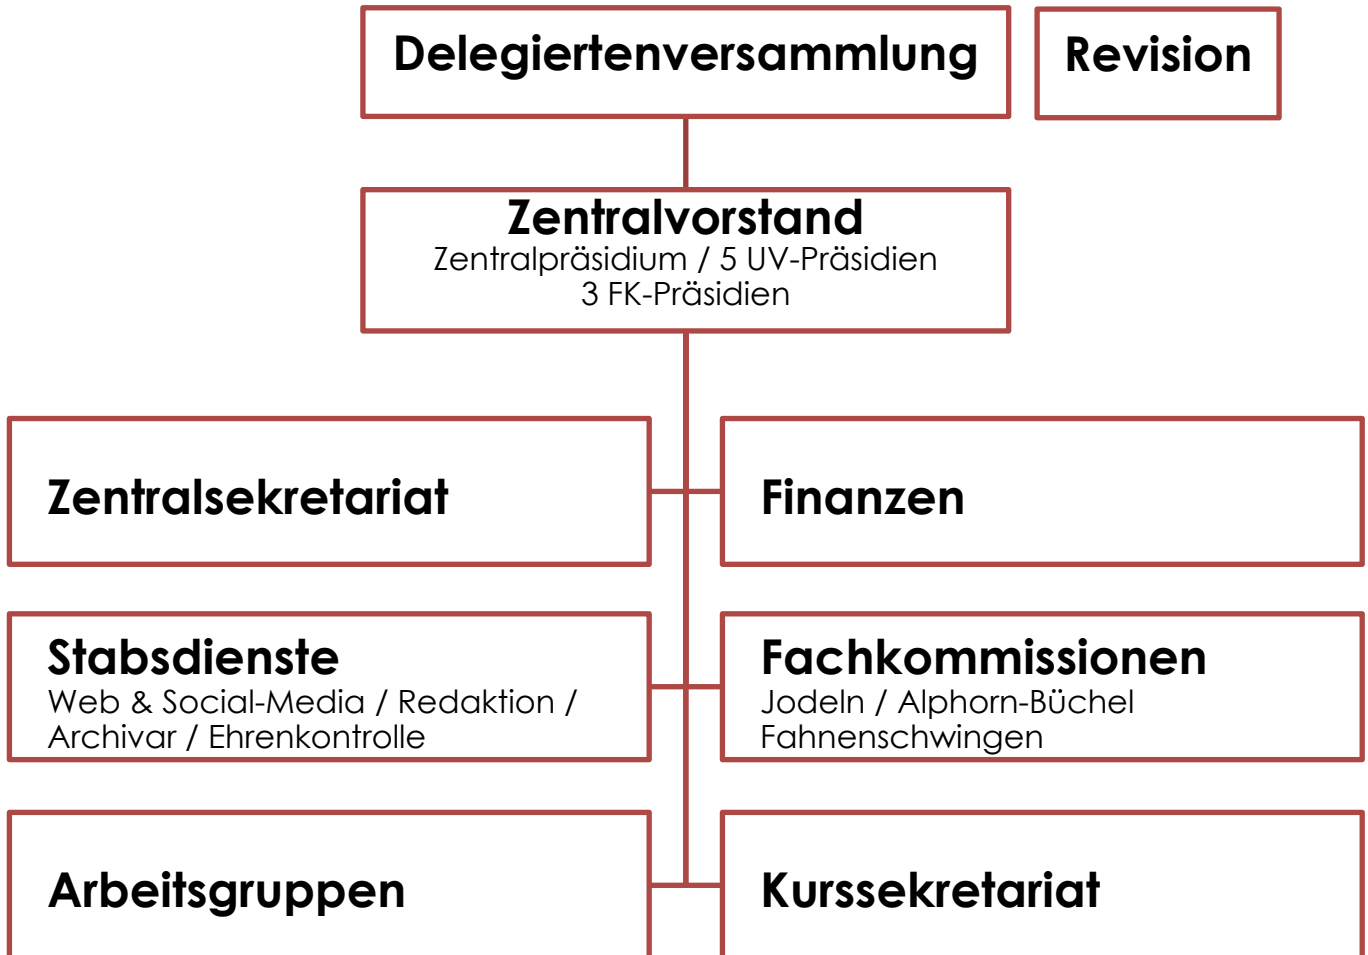 Delegiertenversammlung
Revision
Zentralvorstand
Zentralpräsidium / 5 UV-Präsidien
3 FK-Präsidien
Zentralsekretariat
Finanzen
Stabsdienste
Web & Social-Media / Redaktion /
Archivar / Ehrenkontrolle
Fachkommissionen
Jodeln / Alphorn-Büchel
Fahnenschwingen
Arbeitsgruppen
Kurssekretariat